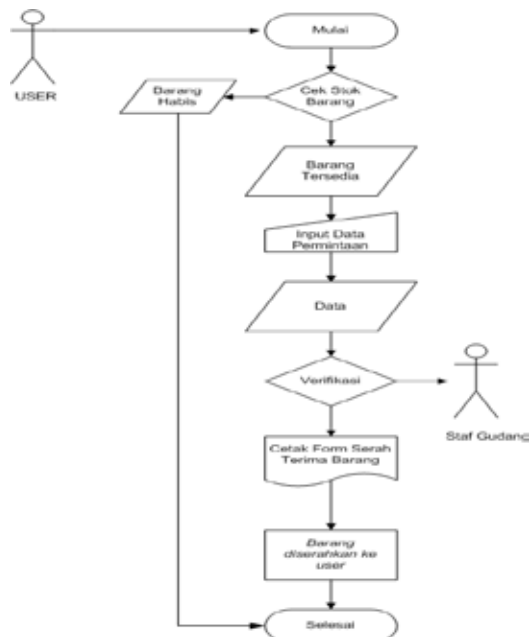 Mulai
USER
Barang
Habis
Cek Stok
Barang
Barang
Tersedia
Input Data
Permintaan
Data
Verifikasi
Staf Gudang
Cetak Form Serah
Terima Barang
Barang
diserahkan ke
user
Selesai